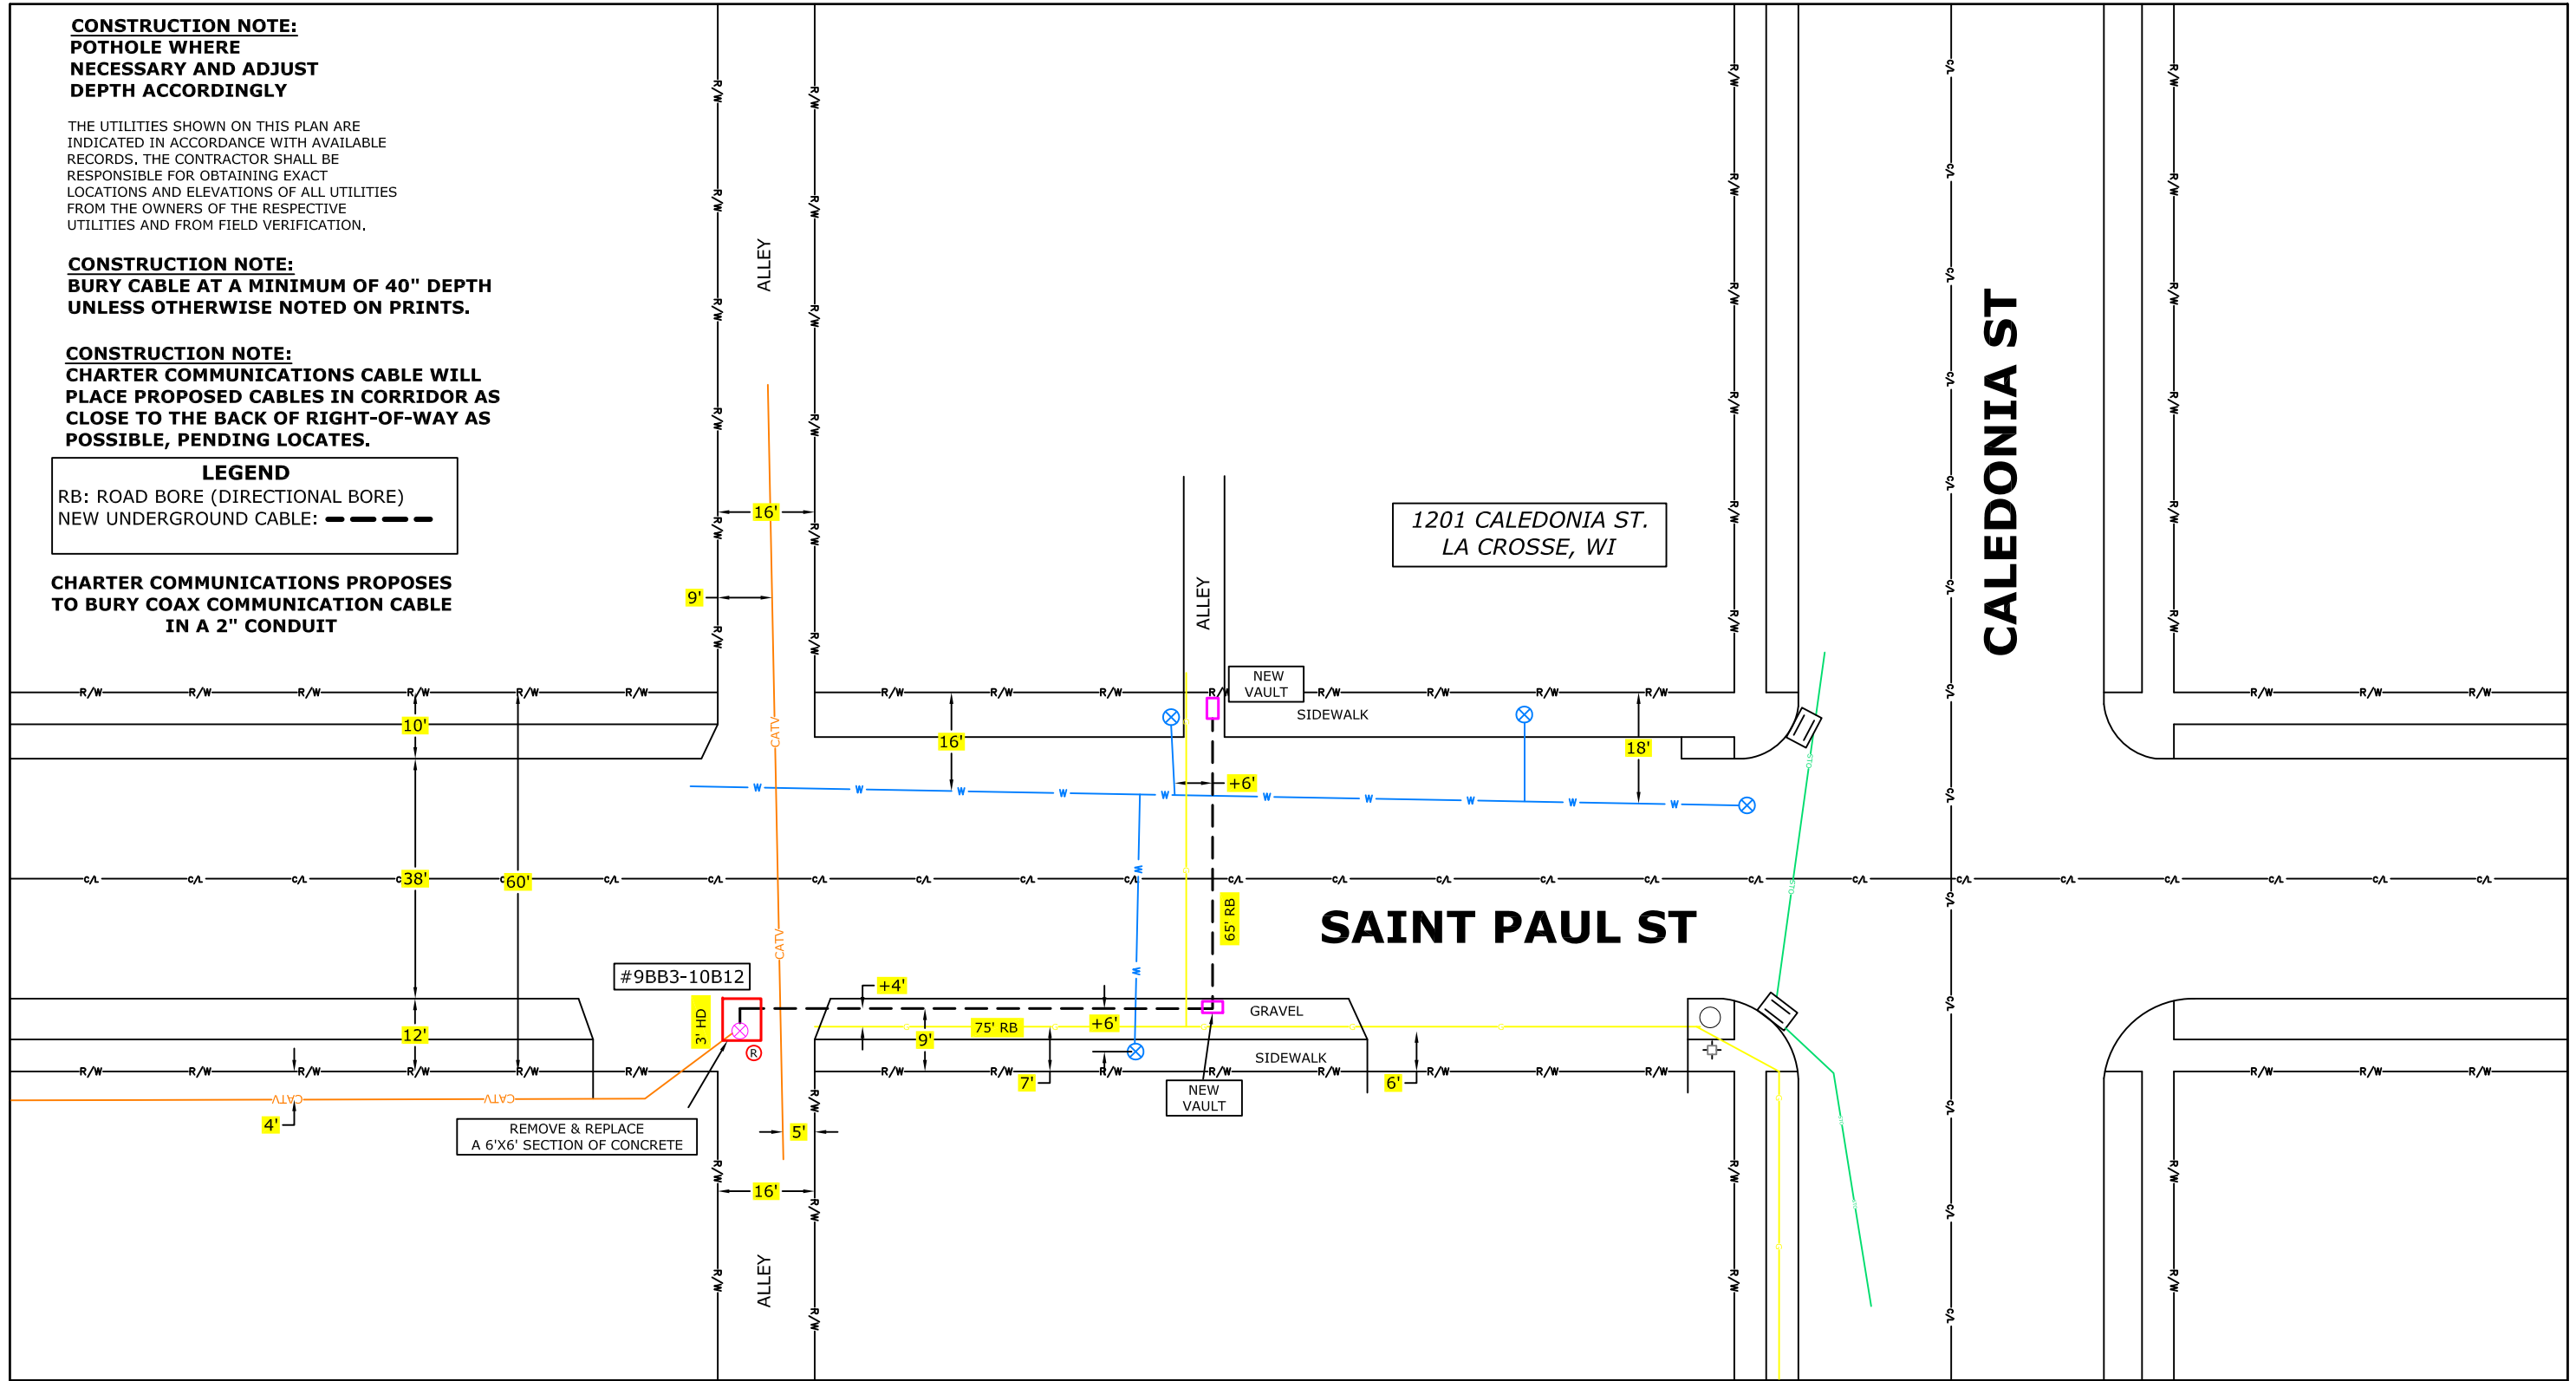 CONSTRUCTION NOTE:
POTHOLE WHERE
NECESSARY AND ADJUST
DEPTH ACCORDINGLY
THE UTILITIES SHOWN ON THIS PLAN ARE
INDICATED IN ACCORDANCE WITH AVAILABLE
RECORDS. THE CONTRACTOR SHALL BE
RESPONSIBLE FOR OBTAINING EXACT
LOCATIONS AND ELEVATIONS OF ALL UTILITIES
FROM THE OWNERS OF THE RESPECTIVE
UTILITIES AND FROM FIELD VERIFICATION.
CONSTRUCTION NOTE:
BURY CABLE AT A MINIMUM OF 40" DEPTH
UNLESS OTHERWISE NOTED ON PRINTS.
CONSTRUCTION NOTE:
CHARTER COMMUNICATIONS CABLE WILL
PLACE PROPOSED CABLES IN CORRIDOR AS
CLOSE TO THE BACK OF RIGHT-OF-WAY AS
POSSIBLE, PENDING LOCATES.
LEGEND
RB: ROAD BORE (DIRECTIONAL BORE)
NEW UNDERGROUND CABLE:
CHARTER COMMUNICATIONS PROPOSES
TO BURY COAX COMMUNICATION CABLE
IN A 2" CONDUIT
ALLEY
16'
9'
CATV
CATV
ALLEY
1201 CALEDONIA ST.
LA CROSSE, WI
CALEDONIA ST
R/W R/W R/W R/W R/W R/W
R/W R/W R/W R/W R/W R/W R/W R/W
R/W R/W R/W
NEW
VAULT
SIDEWALK
10'
16'
18'
+6'
W W W W W W W W W W
STO
C/L C/L C/L C/L C/L C/L C/L C/L C/L C/L C/L C/L C/L C/L C/L C/L C/L C/L C/L C/L C/L C/L
38'
60'
W
W
STO
65' RB
SAINT PAUL ST
#9BB3-10B12
3' HD
R
+4'
75' RB
+6'
9'
GRAVEL
12'
SIDEWALK
R/W R/W R/W R/W R/W R/W
R/W R/W R/W R/W R/W R/W R/W R/W
R/W R/W R/W
7'
6'
CATV CATV
4'
NEW
VAULT
REMOVE & REPLACE
A 6'X6' SECTION OF CONCRETE
5'
16'
ALLEY